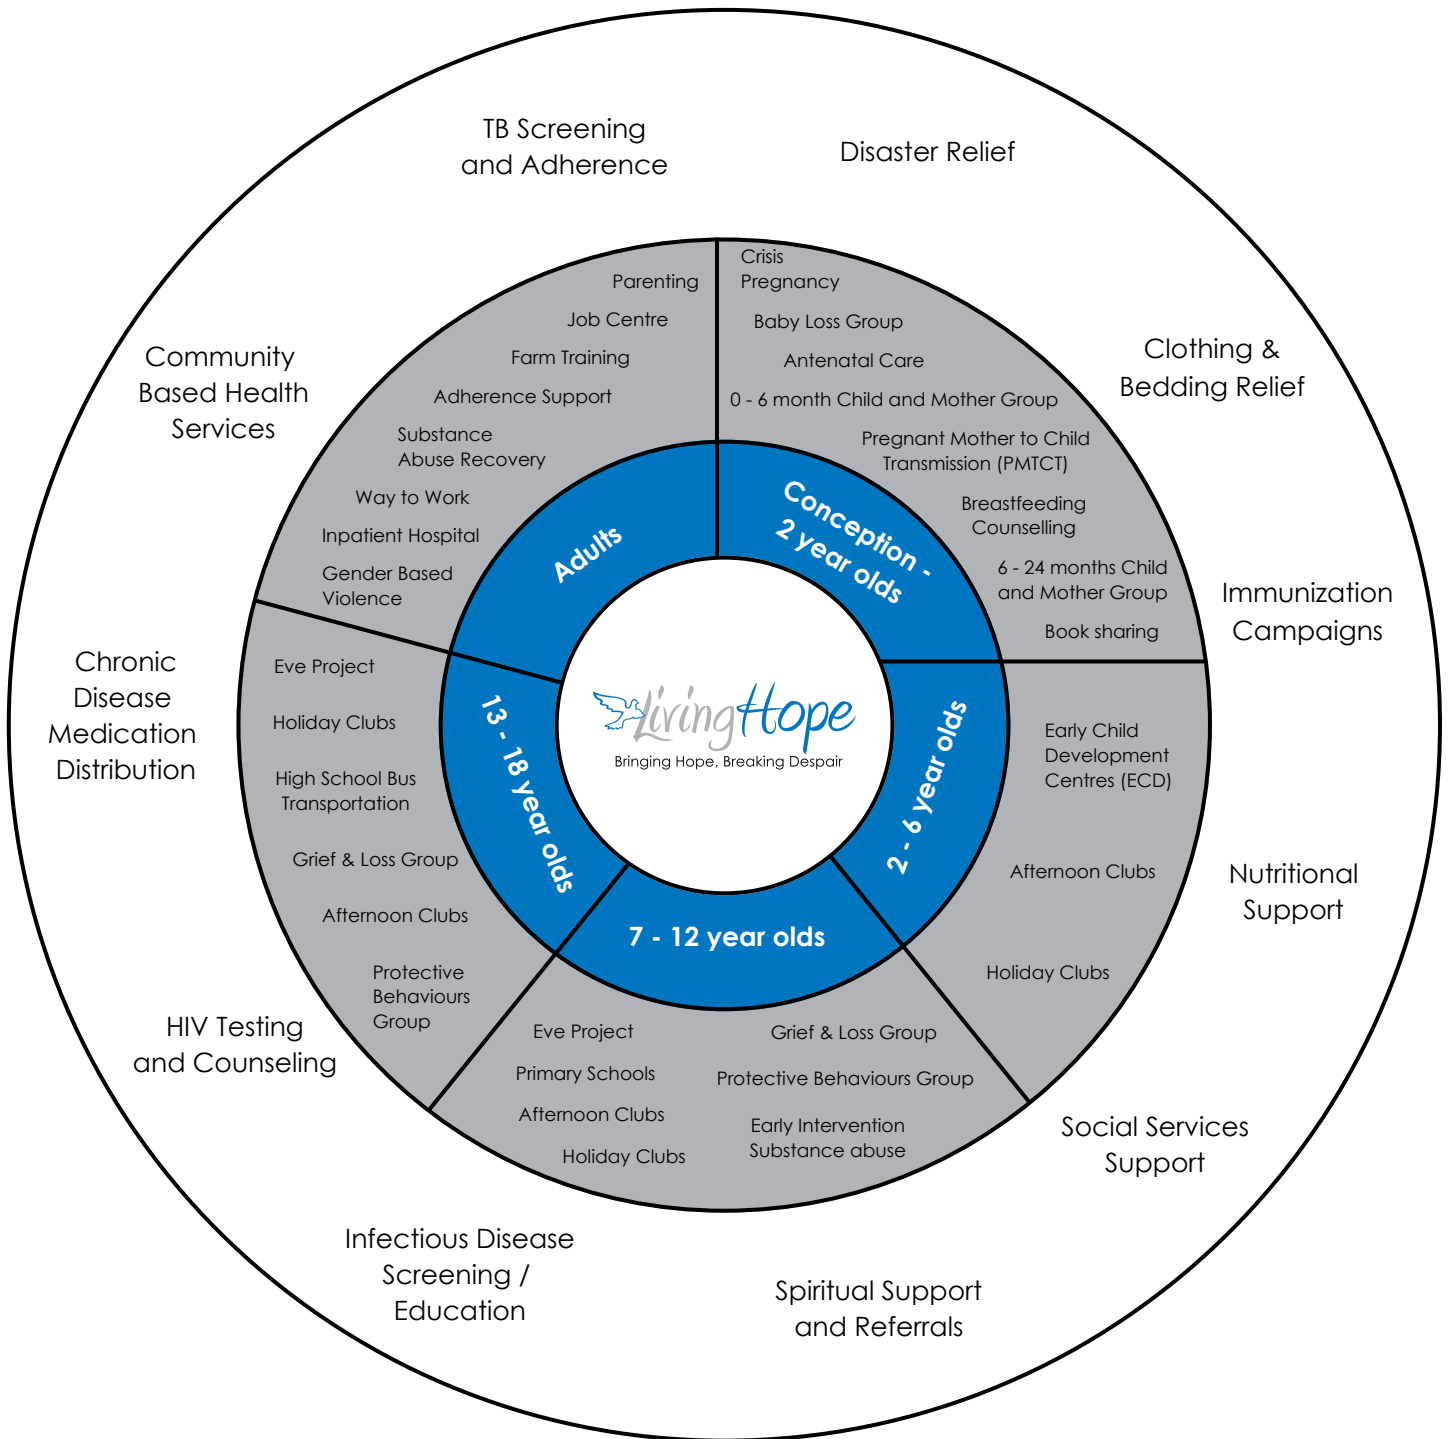 TB Screening
and Adherence
Disaster Relief
Clothing &
Bedding Relief
Immunization
Campaigns
Nutritional
Support
Social Services
Support
Spiritual Support
and Referrals
Infectious Disease
Screening /
Education
HIV Testing
and Counseling
Chronic
Disease
Medication
Distribution
Community
Based Health
Services
Crisis
Pregnancy
Baby Loss Group
Antenatal Care
0 - 6 month Child and Mother Group
Pregnant Mother to Child
Transmission (PMTCT)
Breastfeeding
Counselling
6 - 24 months Child
and Mother Group
Book sharing
Conception -
2 year olds
Early Child
Development
Centres (ECD)
Afternoon Clubs
Holiday Clubs
2 - 6 year olds
7 - 12 year olds
Eve Project
Primary Schools
Afternoon Clubs
Holiday Clubs
Grief & Loss Group
Protective Behaviours Group
Early Intervention
Substance abuse
13 - 18 year olds
Eve Project
Holiday Clubs
High School Bus
Transportation
Grief & Loss Group
Afternoon Clubs
Protective
Behaviours
Group
Adults
Parenting
Job Centre
Farm Training
Adherence Support
Substance
Abuse Recovery
Way to Work
Inpatient Hospital
Gender Based
Violence
Living Hope
Bringing Hope, Breaking Despair